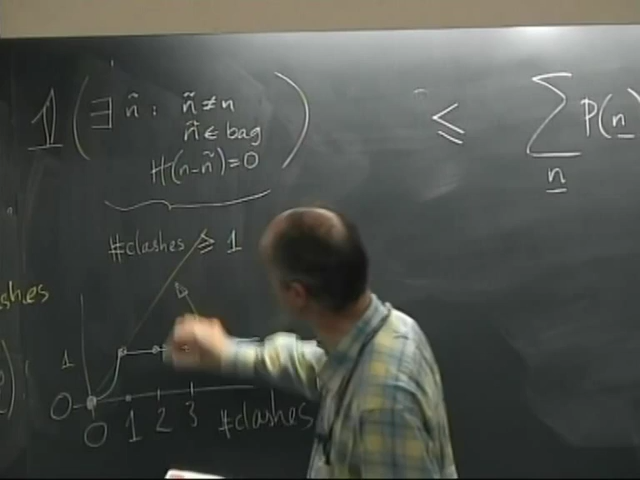 𝟙(∃ ñ : ñ ≠ n ≤ Σ P(n)
ñ ∈ bag n
H(n-ñ)=0 )
#clashes ≥ 1
shes
1
0
0 1 2 3 #clashes